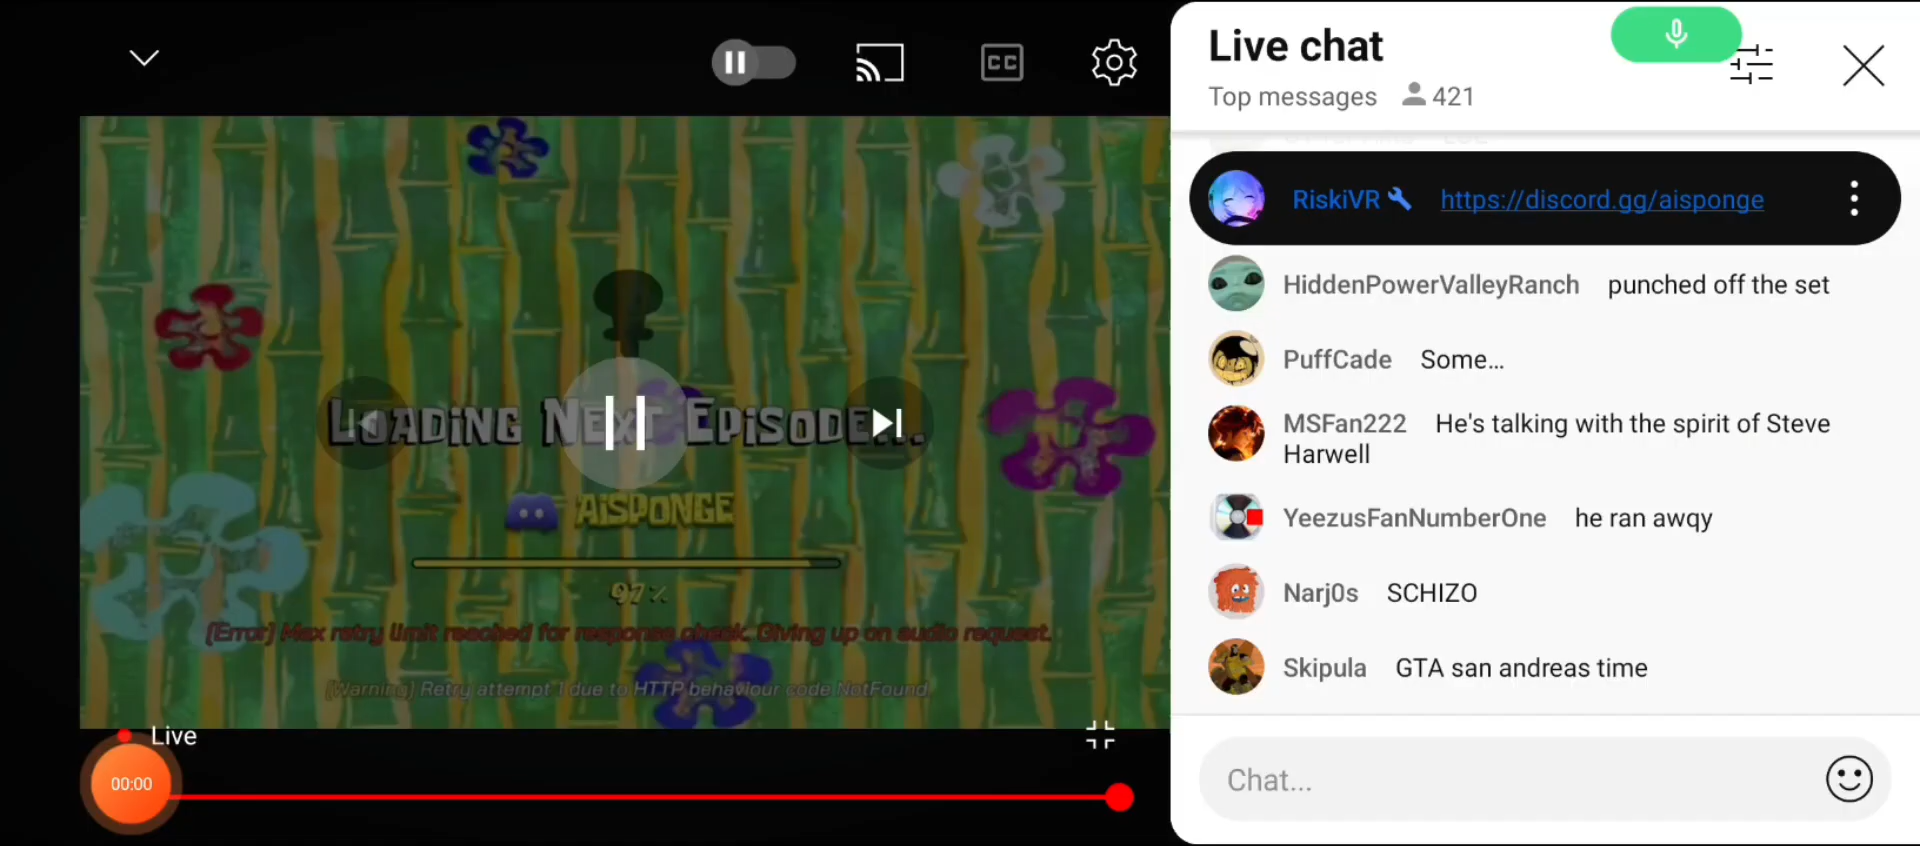 CC
LOADING NEXT EPISODE...
AISPONGE
97%
[Error] Max retry limit reached for response check. Giving up on audio request.
[Warning] Retry attempt 1 due to HTTP behaviour code NotFound.
Live
00:00
Live chat
Top messages 421
RiskiVR https://discord.gg/aisponge
HiddenPowerValleyRanch punched off the set
PuffCade Some...
MSFan222 He's talking with the spirit of Steve
Harwell
YeezusFanNumberOne he ran awqy
Narj0s SCHIZO
Skipula GTA san andreas time
Chat...